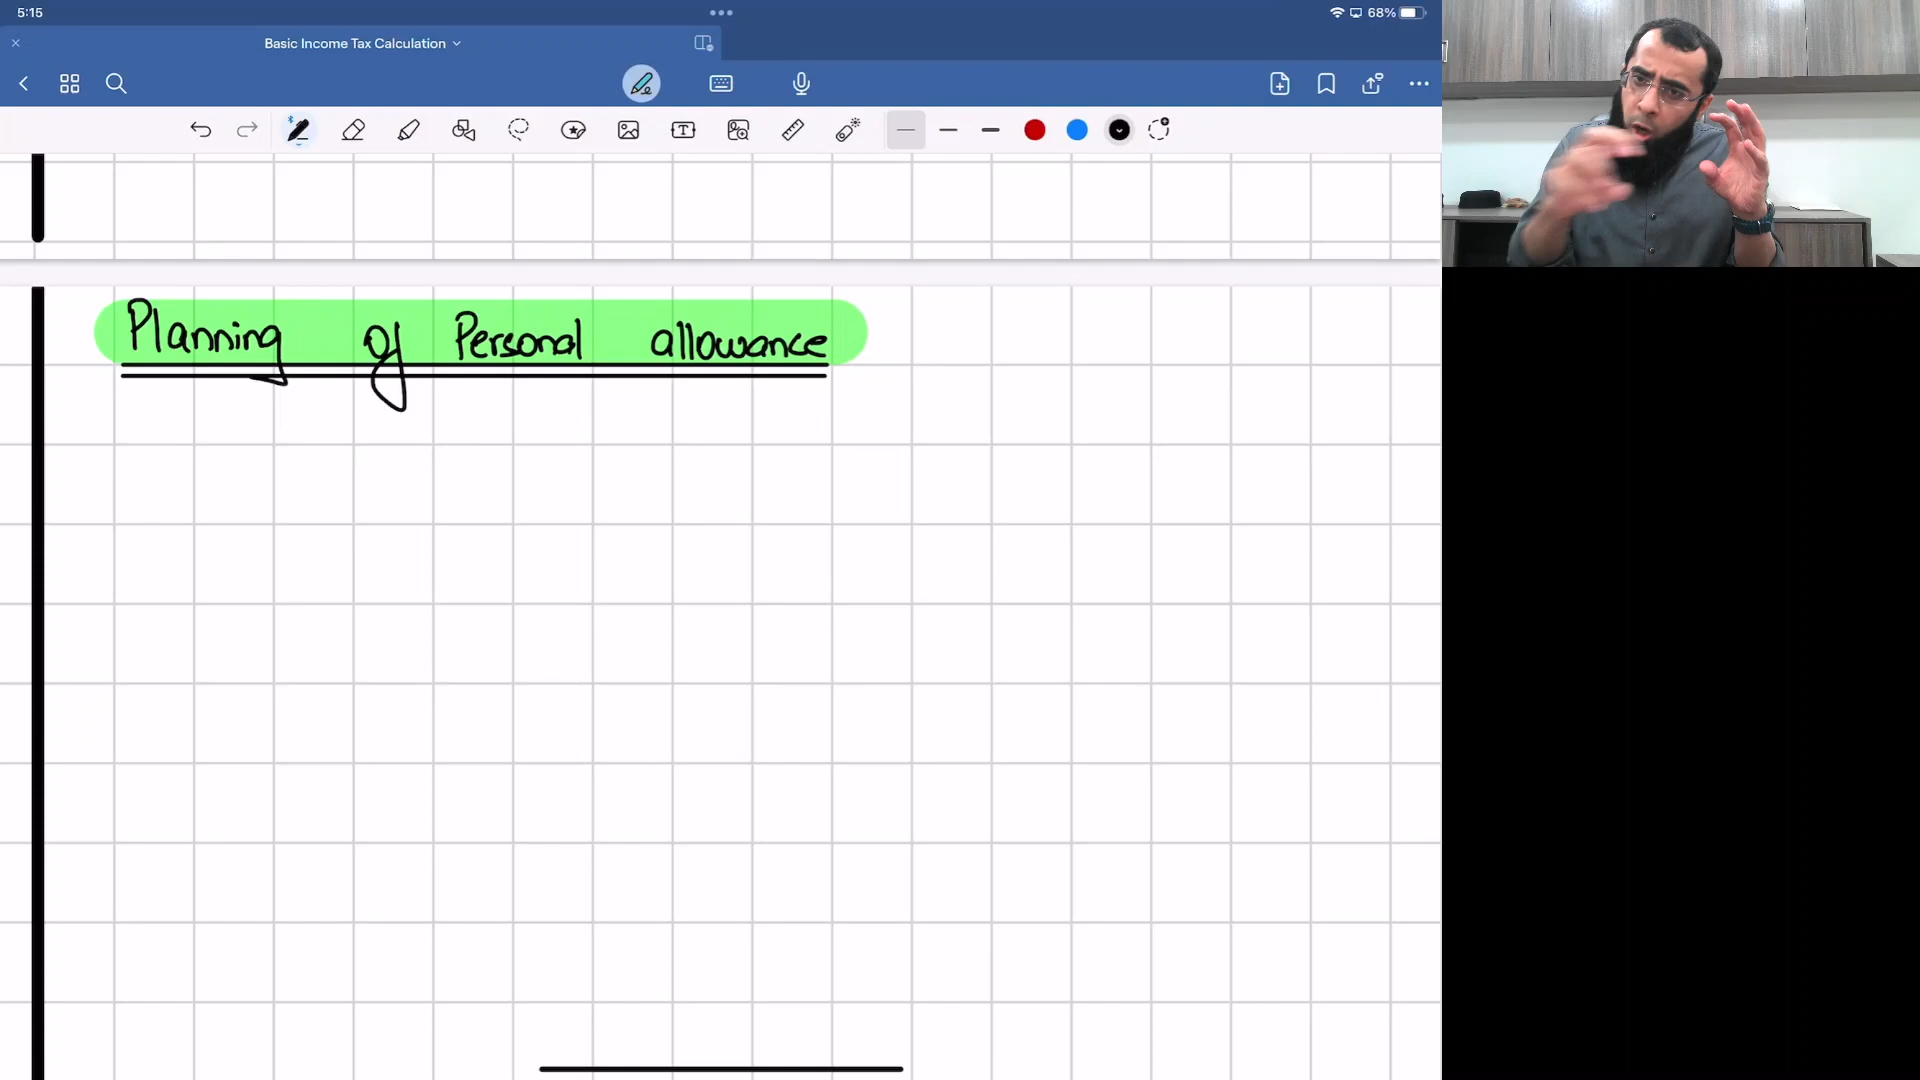 5:15
68%
Basic Income Tax Calculation
Planning of Personal allowance